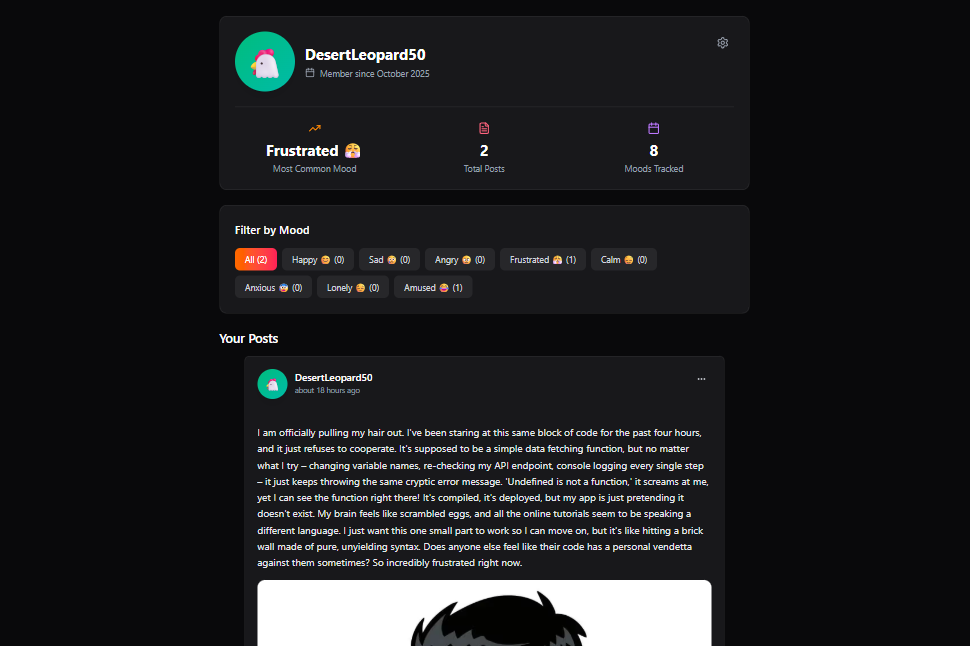 DesertLeopard50
Member since October 2025
Frustrated 😤
Most Common Mood
2
Total Posts
8
Moods Tracked
Filter by Mood
All (2)
Happy 😊 (0)
Sad 😢 (0)
Angry 😡 (0)
Frustrated 😤 (1)
Calm 😌 (0)
Anxious 😰 (0)
Lonely 😔 (0)
Amused 😂 (1)
Your Posts
DesertLeopard50
about 18 hours ago
I am officially pulling my hair out. I've been staring at this same block of code for the past four hours,
and it just refuses to cooperate. It's supposed to be a simple data fetching function, but no matter
what I try – changing variable names, re-checking my API endpoint, console logging every single step
– it just keeps throwing the same cryptic error message. 'Undefined is not a function,' it screams at me,
yet I can see the function right there! It's compiled, it's deployed, but my app is just pretending it
doesn't exist. My brain feels like scrambled eggs, and all the online tutorials seem to be speaking a
different language. I just want this one small part to work so I can move on, but it's like hitting a brick
wall made of pure, unyielding syntax. Does anyone else feel like their code has a personal vendetta
against them sometimes? So incredibly frustrated right now.